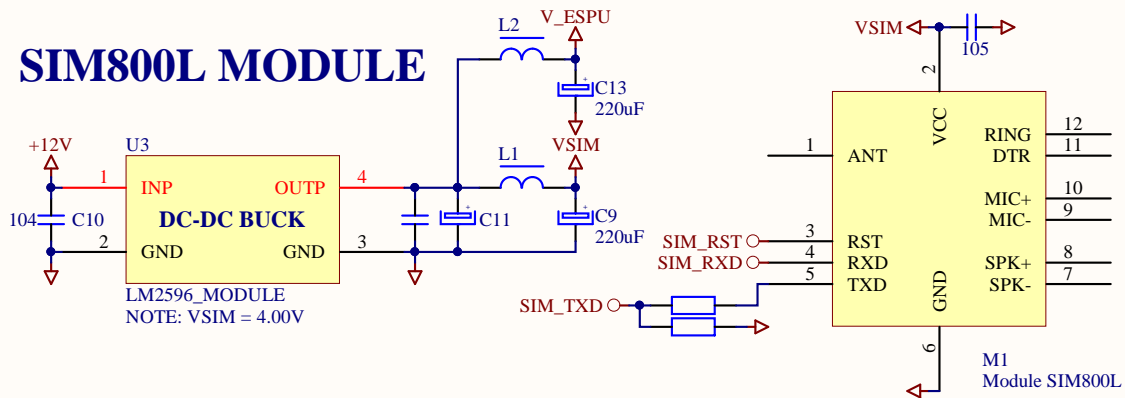 SIM800L MODULE
V_ESPU
L2
C13
220uF
+12V
U3
1
INP
OUTP
4
104
C10
DC-DC BUCK
2
GND
GND
3
LM2596_MODULE
NOTE: VSIM = 4.00V
VSIM
L1
C11
C9
220uF
VSIM
105
2
VCC
1
ANT
RING
12
DTR
11
MIC+
10
MIC-
9
SIM_RST
3
RST
SIM_RXD
4
RXD
SPK+
8
SIM_TXD
5
TXD
SPK-
7
GND
6
M1
Module SIM800L